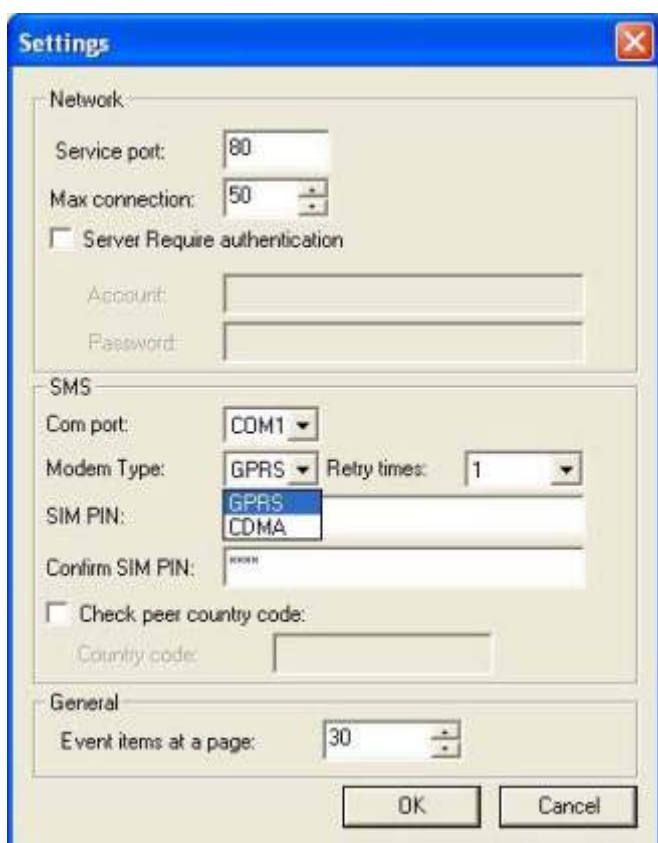 Settings
Network
Service port: 80
Max connection: 50
Server Require authentication
Account:
Password:
SMS
Com port: COM1
Modem Type: GPRS Retry times: 1
GPRS
SIM PIN:
CDMA
Confirm SIM PIN: ****
Check peer country code:
Country code:
General
Event items at a page: 30
OK Cancel